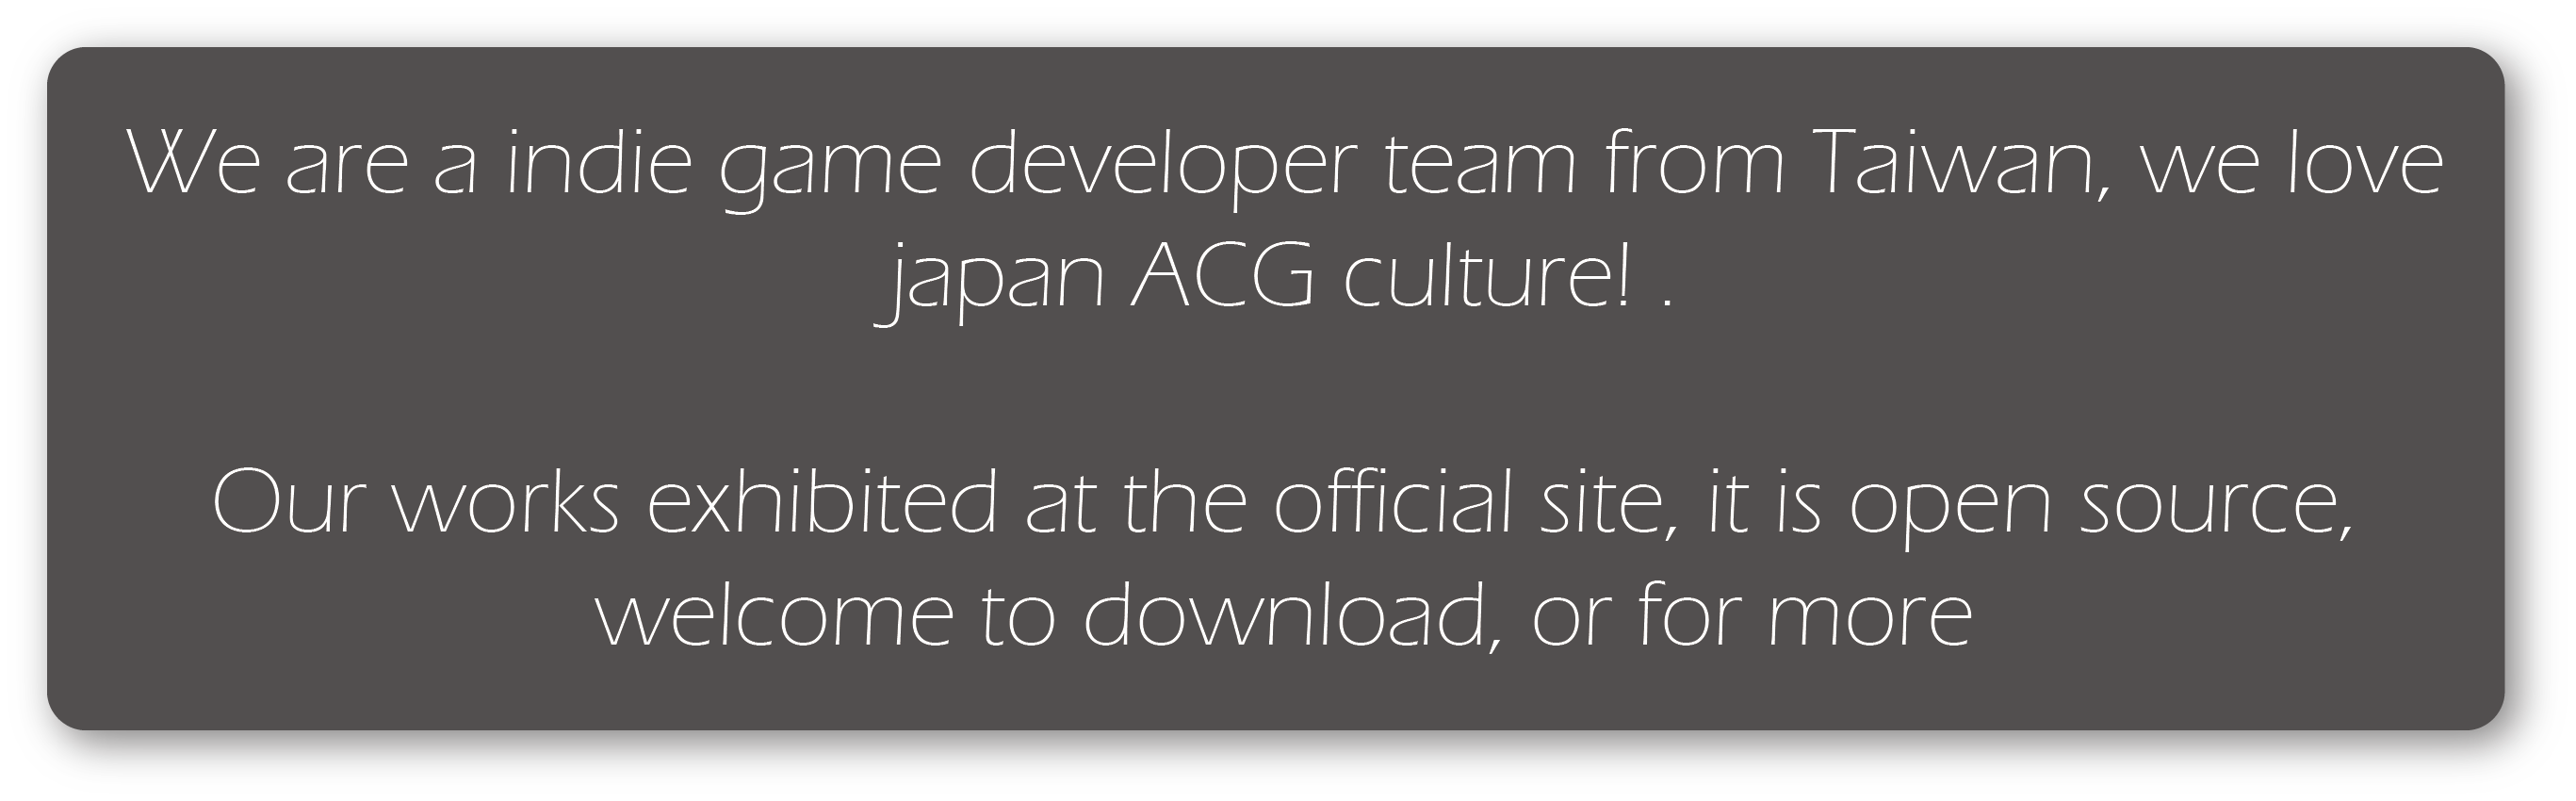 We are a indie game developer team from Taiwan, we love
japan ACG culture! .
Our works exhibited at the official site, it is open source,
welcome to download, or for more